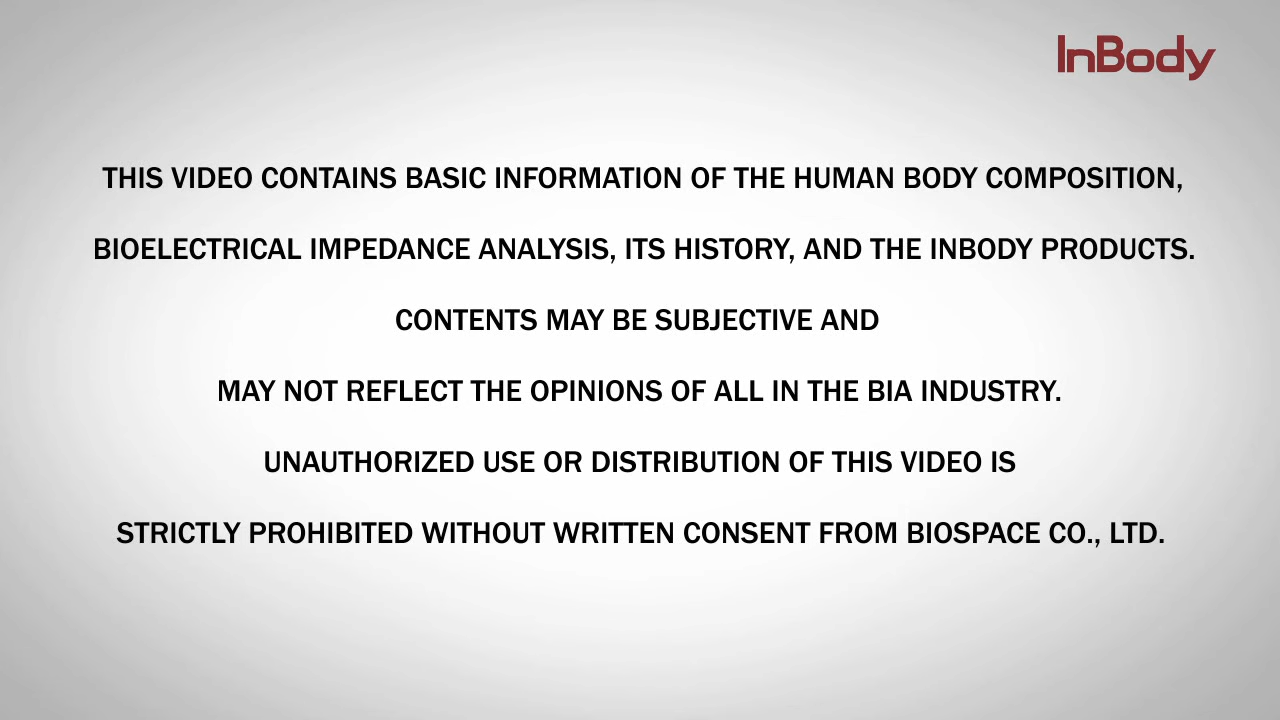 InBody
THIS VIDEO CONTAINS BASIC INFORMATION OF THE HUMAN BODY COMPOSITION,
BIOELECTRICAL IMPEDANCE ANALYSIS, ITS HISTORY, AND THE INBODY PRODUCTS.
CONTENTS MAY BE SUBJECTIVE AND
MAY NOT REFLECT THE OPINIONS OF ALL IN THE BIA INDUSTRY.
UNAUTHORIZED USE OR DISTRIBUTION OF THIS VIDEO IS
STRICTLY PROHIBITED WITHOUT WRITTEN CONSENT FROM BIOSPACE CO., LTD.